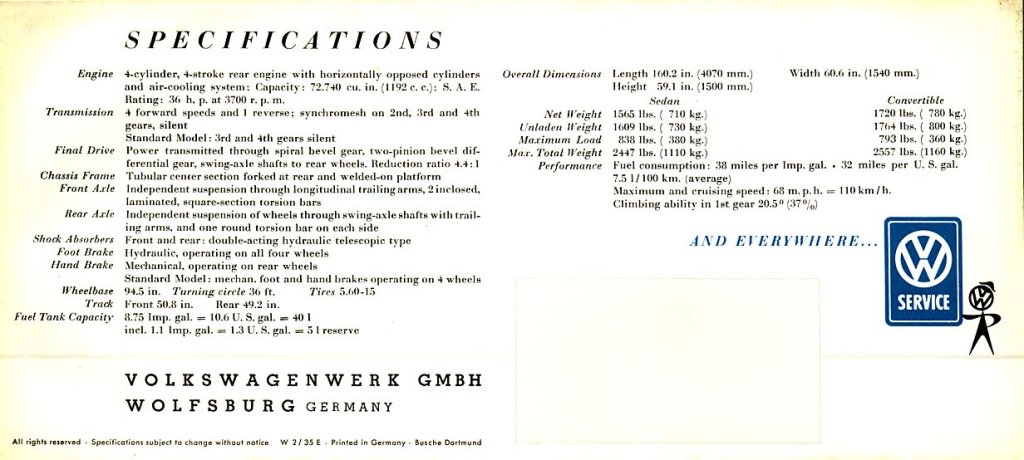 SPECIFICATIONS
Engine 4-cylinder, 4-stroke rear engine with horizontally opposed cylinders
and air-cooling system; Capacity: 72.740 cu. in. (1192 c. c.); S. A. E.
Rating: 36 h. p. at 3700 r. p. m.
Transmission 4 forward speeds and 1 reverse; synchromesh on 2nd, 3rd and 4th
gears, silent
Standard Model: 3rd and 4th gears silent
Final Drive Power transmitted through spiral bevel gear, two-pinion bevel dif-
ferential gear, swing-axle shafts to rear wheels. Reduction ratio 4.4 : 1
Chassis Frame Tubular center section forked at rear and welded-on platform
Front Axle Independent suspension through longitudinal trailing arms, 2 inclosed,
laminated, square-section torsion bars
Rear Axle Independent suspension of wheels through swing-axle shafts with trail-
ing arms, and one round torsion bar on each side
Shock Absorbers Front and rear: double-acting hydraulic telescopic type
Foot Brake Hydraulic, operating on all four wheels
Hand Brake Mechanical, operating on rear wheels
Standard Model: mechan. foot and hand brakes operating on 4 wheels
Wheelbase 94.5 in. Turning circle 36 ft. Tires 5.60-15
Track Front 50.8 in. Rear 49.2 in.
Fuel Tank Capacity 8.75 Imp. gal. = 10.6 U. S. gal. = 40 l
incl. 1.1 Imp. gal. = 1.3 U. S. gal. = 5 l reserve
VOLKSWAGENWERK GMBH
WOLFSBURG GERMANY
All rights reserved · Specifications subject to change without notice W 2/35 E · Printed in Germany · Busche Dortmund
Overall Dimensions Length 160.2 in. (4070 mm.) Width 60.6 in. (1540 mm.)
Height 59.1 in. (1500 mm.)
Sedan Convertible
Net Weight 1565 lbs. ( 710 kg.) 1720 lbs. ( 780 kg.)
Unladen Weight 1609 lbs. ( 730 kg.) 1764 lbs. ( 800 kg.)
Maximum Load 838 lbs. ( 380 kg.) 793 lbs. ( 360 kg.)
Max. Total Weight 2447 lbs. (1110 kg.) 2557 lbs. (1160 kg.)
Performance Fuel consumption: 38 miles per Imp. gal. · 32 miles per U. S. gal.
7.5 l/100 km. (average)
Maximum and cruising speed: 68 m. p. h. = 110 km/h.
Climbing ability in 1st gear 20.5° (37%)
AND EVERYWHERE...
VW
SERVICE
VW